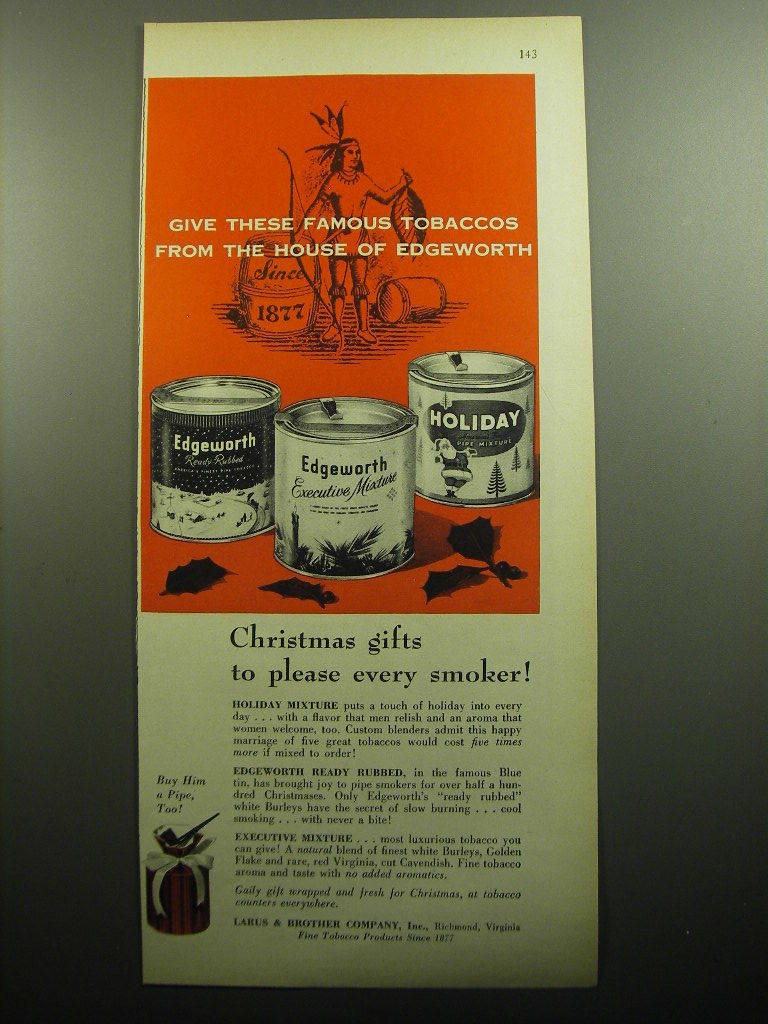 143
GIVE THESE FAMOUS TOBACCOS
FROM THE HOUSE OF EDGEWORTH
Since
1877
HOLIDAY
PIPE MIXTURE
Edgeworth
Ready Rubbed
AMERICA'S FINEST PIPE TOBACCO
Edgeworth
Executive Mixture
Christmas gifts
to please every smoker!
HOLIDAY MIXTURE puts a touch of holiday into every
day . . . with a flavor that men relish and an aroma that
women welcome, too. Custom blenders admit this happy
marriage of five great tobaccos would cost five times
more if mixed to order!
EDGEWORTH READY RUBBED, in the famous Blue
tin, has brought joy to pipe smokers for over half a hun-
dred Christmases. Only Edgeworth's "ready rubbed"
white Burleys have the secret of slow burning . . . cool
smoking . . . with never a bite!
EXECUTIVE MIXTURE . . . most luxurious tobacco you
can give! A natural blend of finest white Burleys, Golden
Flake and rare, red Virginia, cut Cavendish. Fine tobacco
aroma and taste with no added aromatics.
Gaily gift wrapped and fresh for Christmas, at tobacco
counters everywhere.
LARUS & BROTHER COMPANY, Inc., Richmond, Virginia
Fine Tobacco Products Since 1877
Buy Him
a Pipe,
Too!